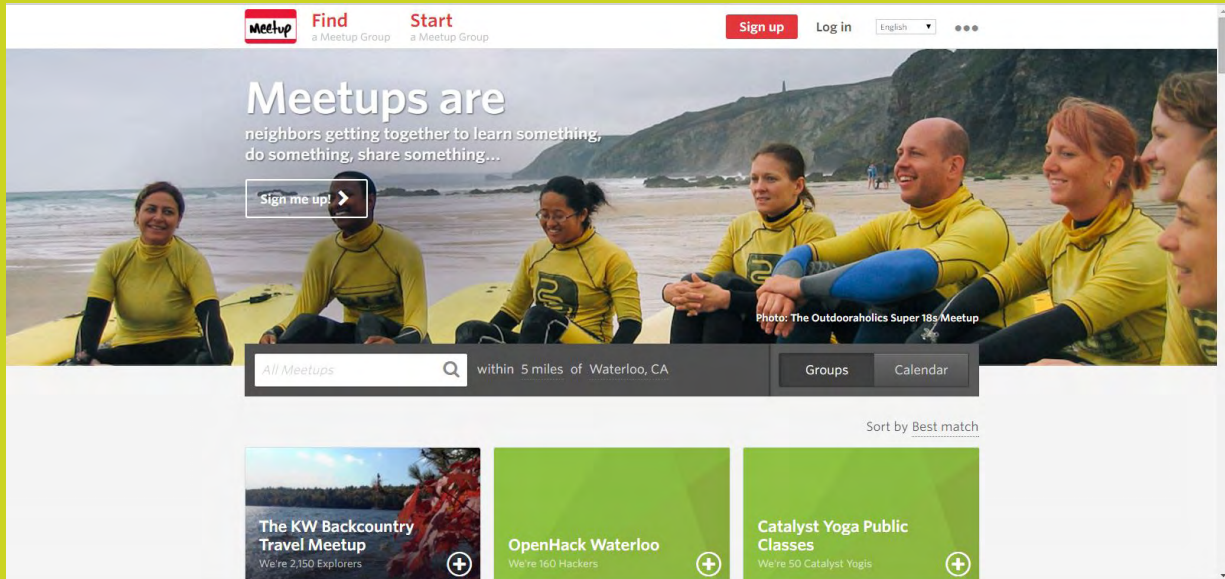 Meetup
Find
a Meetup Group
Start
a Meetup Group
Sign up
Log in
English
Meetups are
neighbors getting together to learn something,
do something, share something...
Sign me up!
Photo: The Outdooraholics Super 18s Meetup
All Meetups
within 5 miles of Waterloo, CA
Groups
Calendar
Sort by Best match
The KW Backcountry
Travel Meetup
We're 2,150 Explorers
OpenHack Waterloo
We're 160 Hackers
Catalyst Yoga Public
Classes
We're 50 Catalyst Yogis